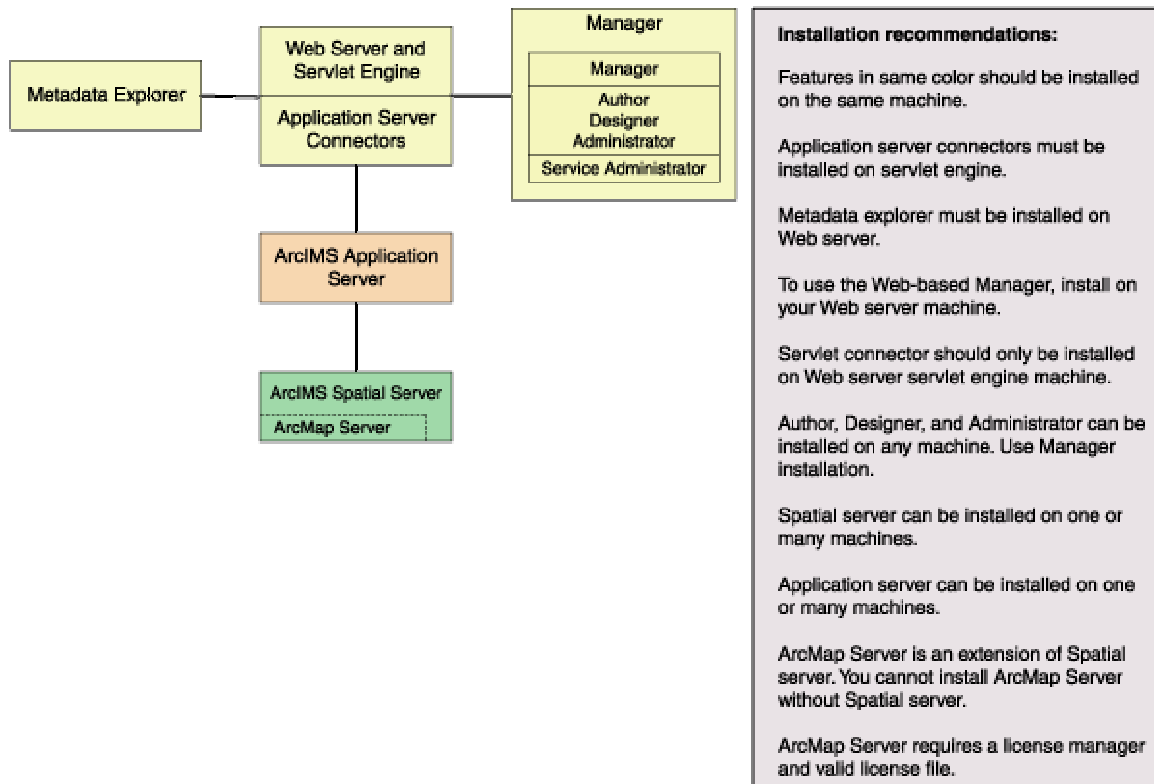 Metadata Explorer
Web Server and
Servlet Engine
Application Server
Connectors
Manager
Manager
Author
Designer
Administrator
Service Administrator
ArcIMS Application
Server
ArcIMS Spatial Server
ArcMap Server
Installation recommendations:
Features in same color should be installed
on the same machine.
Application server connectors must be
installed on servlet engine.
Metadata explorer must be installed on
Web server.
To use the Web-based Manager, install on
your Web server machine.
Servlet connector should only be installed
on Web server servlet engine machine.
Author, Designer, and Administrator can be
installed on any machine. Use Manager
installation.
Spatial server can be installed on one or
many machines.
Application server can be installed on one
or many machines.
ArcMap Server is an extension of Spatial
server. You cannot install ArcMap Server
without Spatial server.
ArcMap Server requires a license manager
and valid license file.